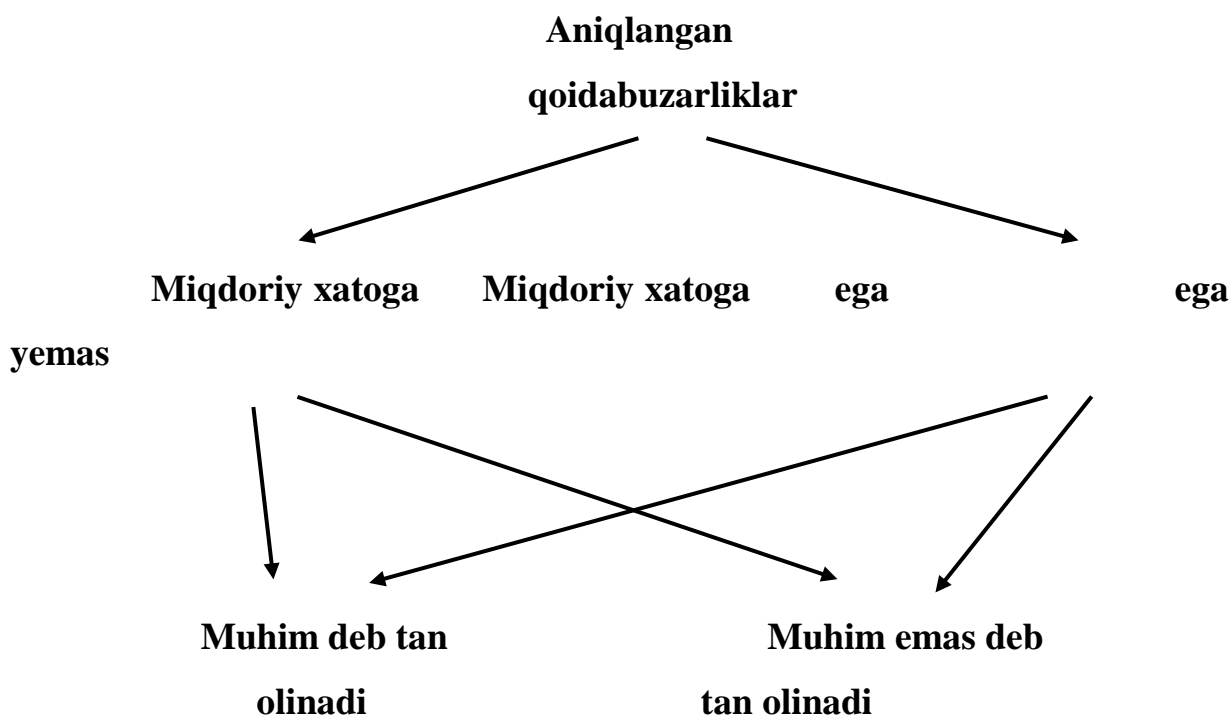 Aniqlangan
qoidabuzarliklar
Miqdoriy xatoga Miqdoriy xatoga ega ega
yemas
Muhim deb tan Muhim emas deb
olinadi tan olinadi